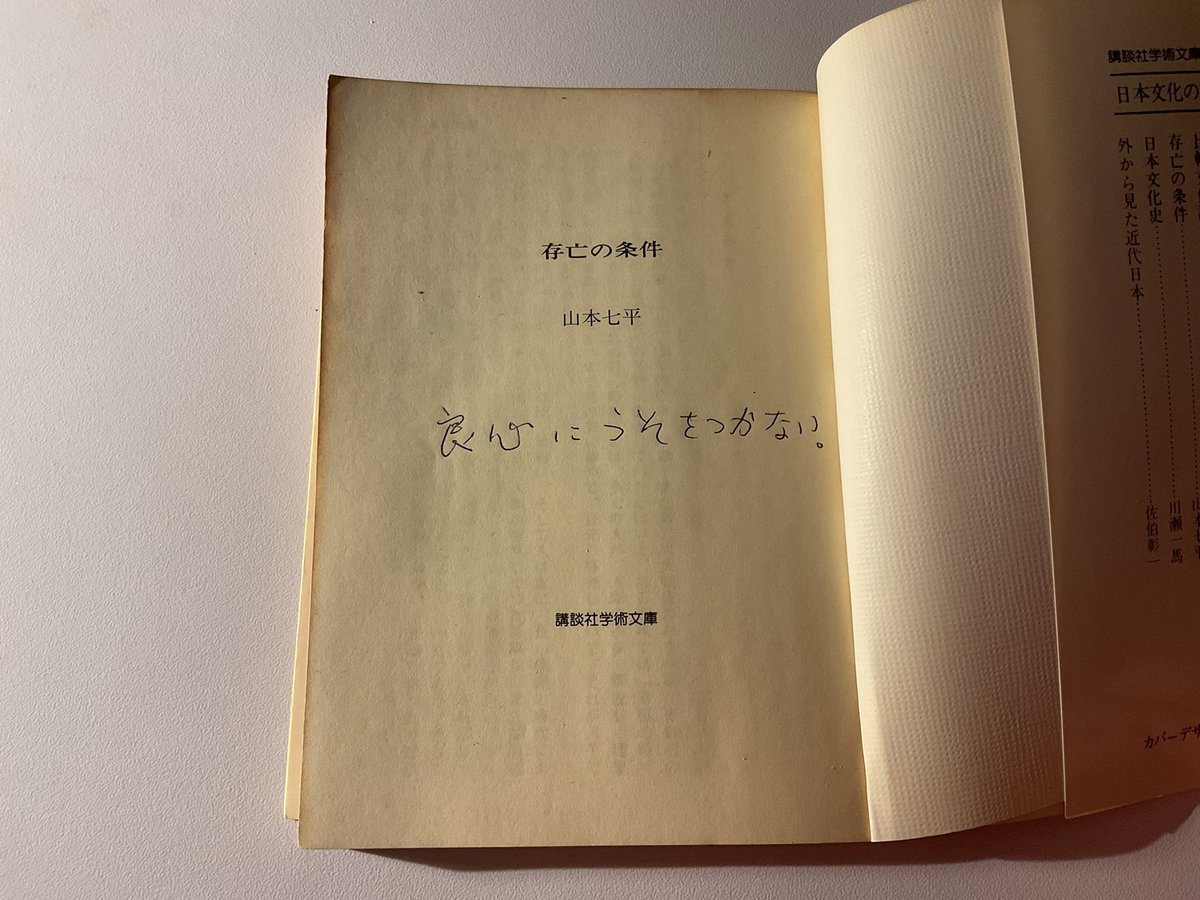 存亡の条件
山本七平
良心にうそをつかない。
講談社学術文庫
講談社学術文庫
日本文化の
存亡の条件
日本文化史 川瀬一馬
外から見た近代日本 佐伯彰一
カバーデザ